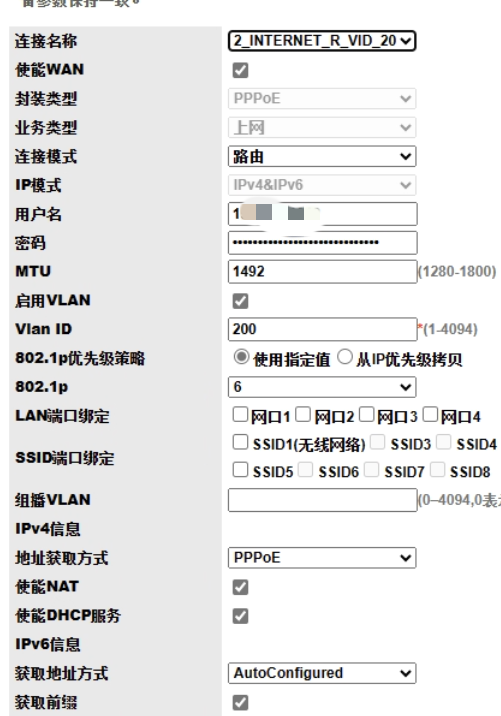 留参数保持一致。
连接名称 2_INTERNET_R_VID_20
使能WAN
封装类型 PPPoE
业务类型 上网
连接模式 路由
IP模式 IPv4&IPv6
用户名 1
密码 ••••••••••••••••••••••••••••••
MTU 1492 (1280-1800)
启用VLAN
Vlan ID 200 *(1-4094)
802.1p优先级策略 使用指定值 从IP优先级拷贝
802.1p 6
LAN端口绑定 网口1 网口2 网口3 网口4
SSID端口绑定 SSID1(无线网络) SSID3 SSID4
SSID5 SSID6 SSID7 SSID8
组播VLAN (0–4094,0表
IPv4信息
地址获取方式 PPPoE
使能NAT
使能DHCP服务
IPv6信息
获取地址方式 AutoConfigured
获取前缀